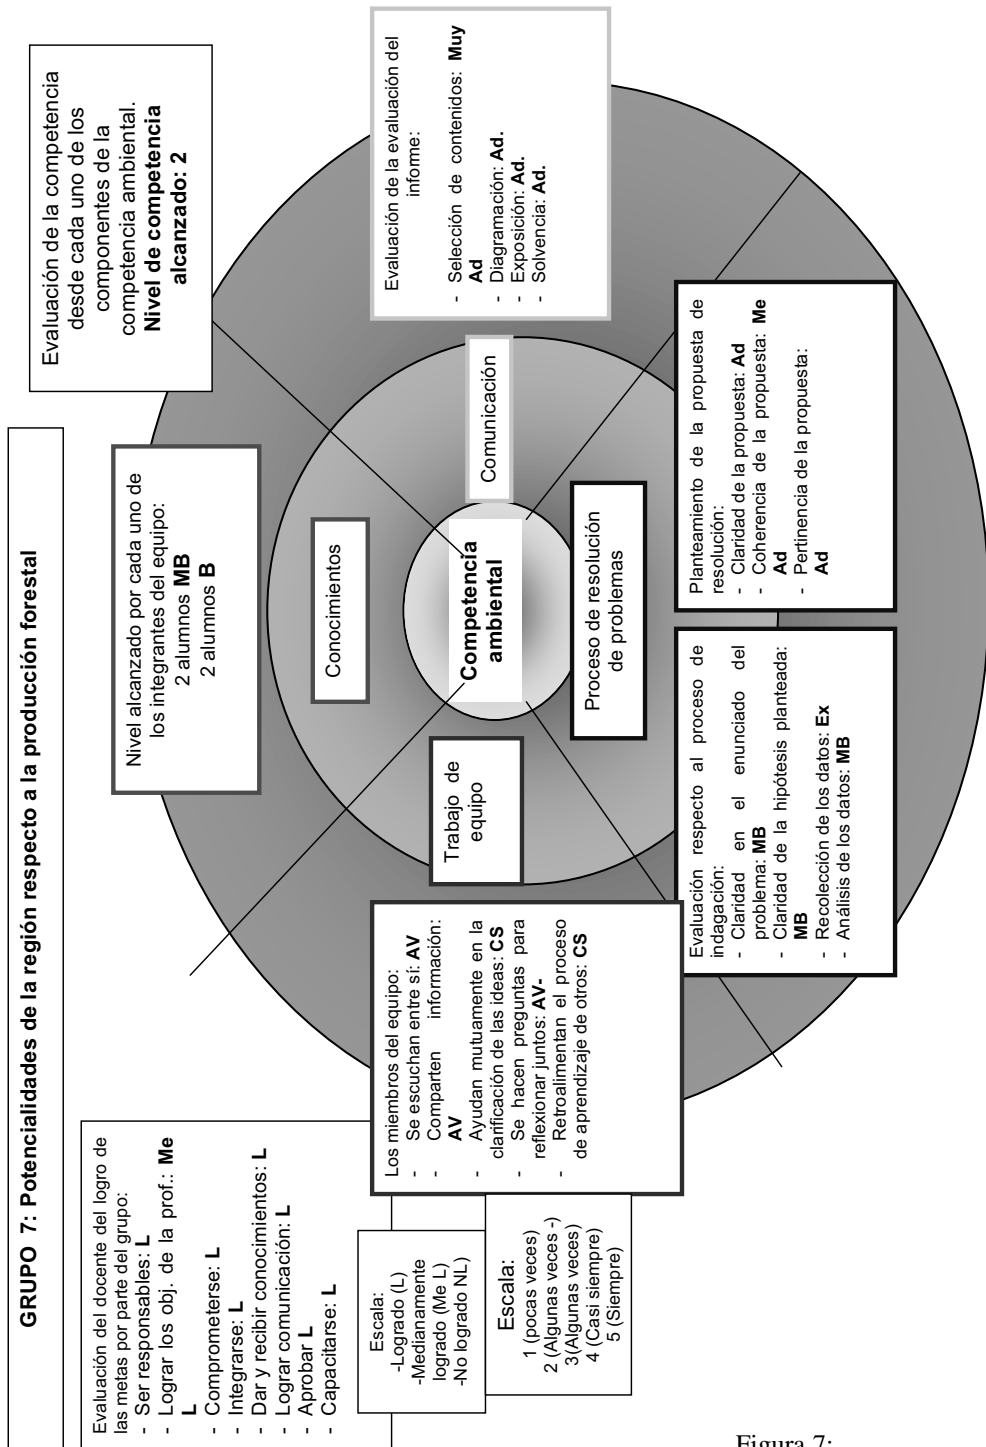 GRUPO 7: Potencialidades de la región respecto a la producción forestal
Evaluación del docente del logro de
las metas por parte del grupo:
- Ser responsables: L
- Lograr los obj. de la prof.: Me
L
- Comprometerse: L
- Integrarse: L
- Dar y recibir conocimientos: L
- Lograr comunicación: L
- Aprobar L
- Capacitarse: L
Escala:
-Logrado (L)
-Medianamente
logrado (Me L)
-No logrado NL)
Escala:
1 (pocas veces)
2 (Algunas veces -)
3(Algunas veces)
4 (Casi siempre)
5 (Siempre)
Los miembros del equipo:
- Se escuchan entre sí: AV
- Comparten información:
AV
- Ayudan mutuamente en la
clarificación de las ideas: CS
- Se hacen preguntas para
reflexionar juntos: AV-
- Retroalimentan el proceso
de aprendizaje de otros: CS
Trabajo de
equipo
Nivel alcanzado por cada uno de
los integrantes del equipo:
2 alumnos MB
2 alumnos B
Conocimientos
Competencia
ambiental
Proceso de resolución
de problemas
Comunicación
Evaluación de la competencia
desde cada uno de los
componentes de la
competencia ambiental.
Nivel de competencia
alcanzado: 2
Evaluación de la evaluación del
informe:
- Selección de contenidos: Muy
Ad
- Diagramación: Ad.
- Exposición: Ad.
- Solvencia: Ad.
Evaluación respecto al proceso de
indagación:
- Claridad en el enunciado del
problema: MB
- Claridad de la hipótesis planteada:
MB
- Recolección de los datos: Ex
- Análisis de los datos: MB
Planteamiento de la propuesta de
resolución:
- Claridad de la propuesta: Ad
- Coherencia de la propuesta: Me
Ad
- Pertinencia de la propuesta:
Ad
Figura 7: